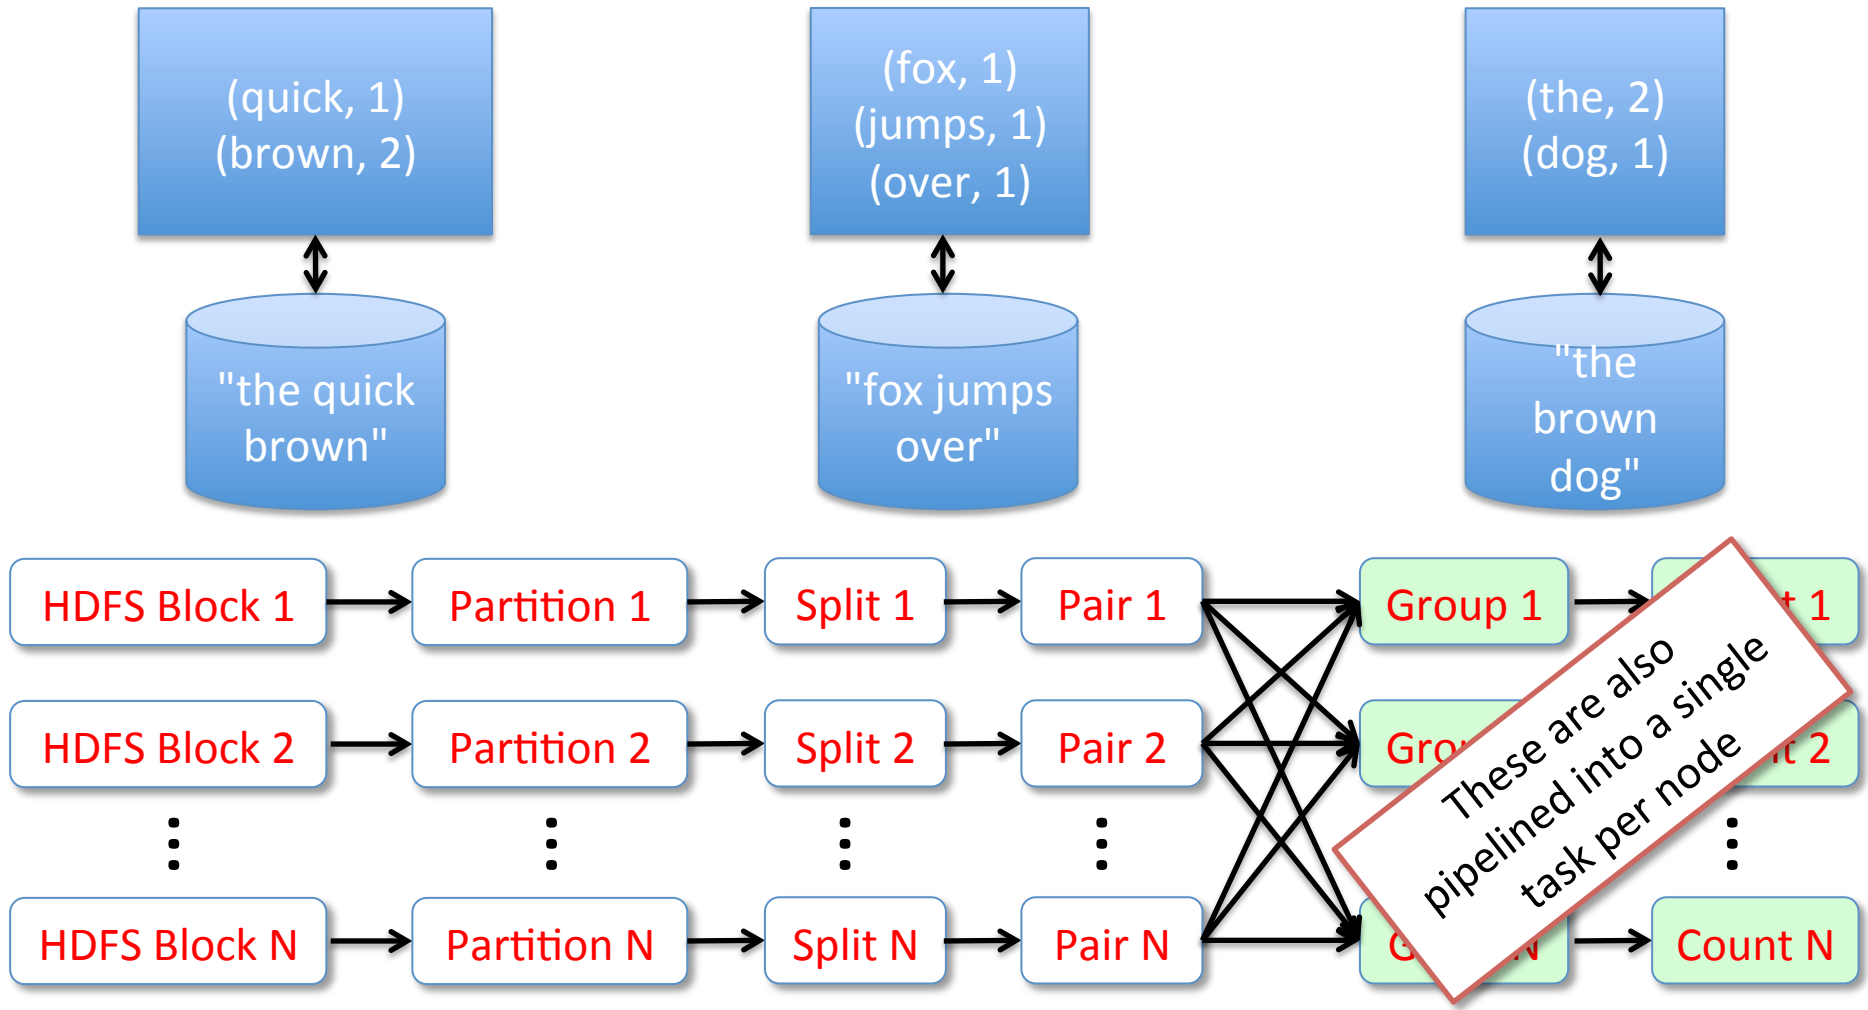 (quick, 1)
(brown, 2)
(fox, 1)
(jumps, 1)
(over, 1)
(the, 2)
(dog, 1)
"the quick
brown"
"fox jumps
over"
"the
brown
dog"
HDFS Block 1
Partition 1
Split 1
Pair 1
Group 1
1
HDFS Block 2
Partition 2
Split 2
Pair 2
2
HDFS Block N
Partition N
Split N
Pair N
N
Count N
These are also
pipelined into a single
task per node